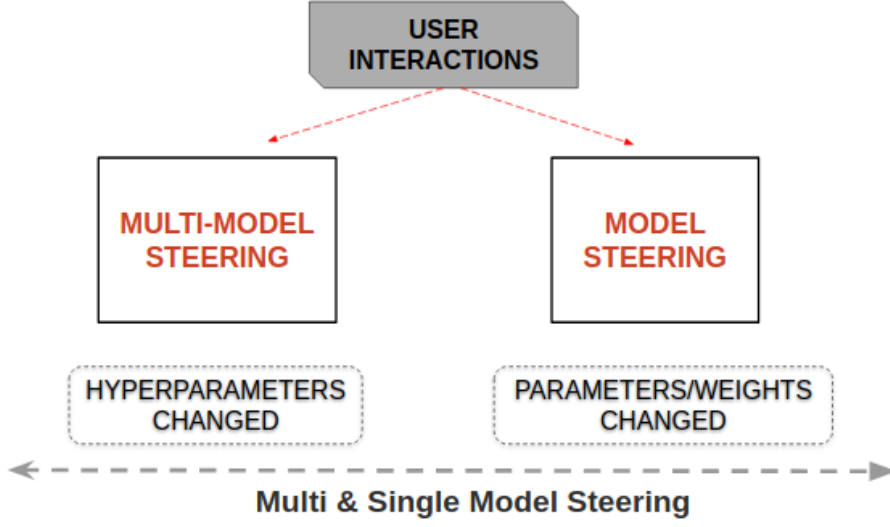 USER
INTERACTIONS
MULTI-MODEL
STEERING
MODEL
STEERING
HYPERPARAMETERS
CHANGED
PARAMETERS/WEIGHTS
CHANGED
Multi & Single Model Steering